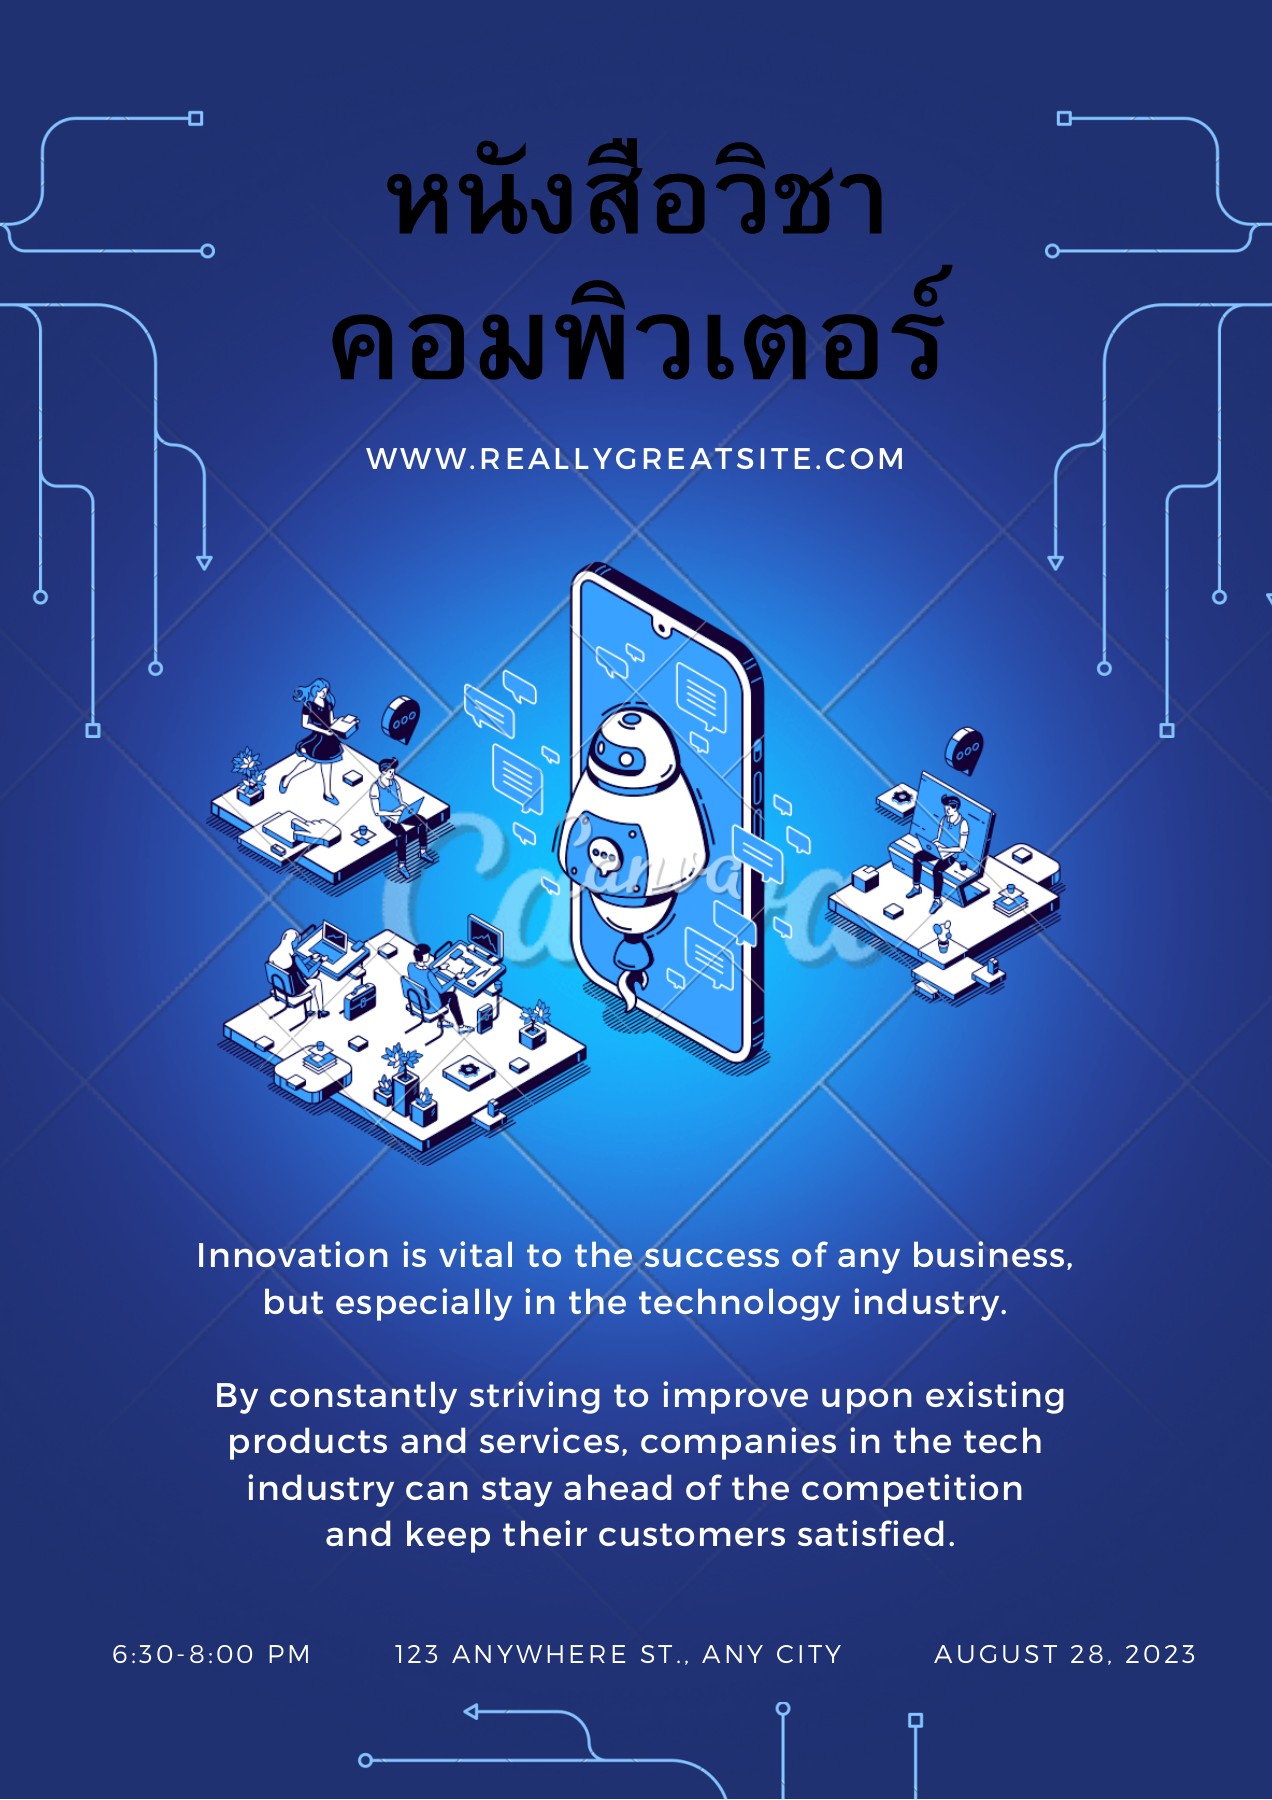 หนังสือวิชา
คอมพิวเตอร์
WWW.REALLYGREATSITE.COM
Canva
Canva
Innovation is vital to the success of any business,
but especially in the technology industry.
By constantly striving to improve upon existing
products and services, companies in the tech
industry can stay ahead of the competition
and keep their customers satisfied.
6:30-8:00 PM 123 ANYWHERE ST., ANY CITY AUGUST 28, 2023